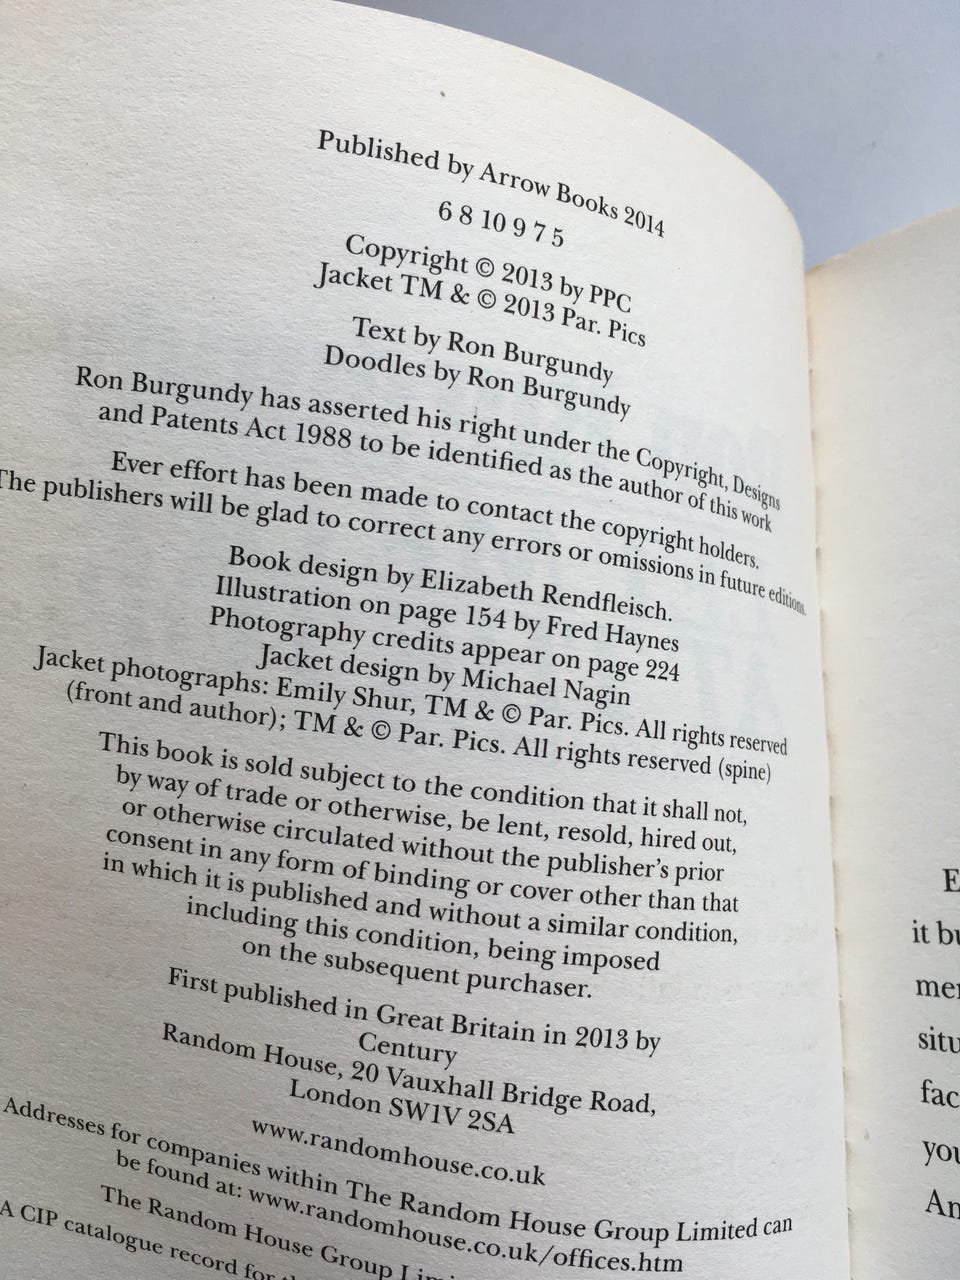 Published by Arrow Books 2014
6 8 10 9 7 5
Copyright © 2013 by PPC
Jacket TM & © 2013 Par. Pics
Text by Ron Burgundy
Doodles by Ron Burgundy
Ron Burgundy has asserted his right under the Copyright, Designs
and Patents Act 1988 to be identified as the author of this work
Ever effort has been made to contact the copyright holders.
The publishers will be glad to correct any errors or omissions in future editions.
Book design by Elizabeth Rendfleisch.
Illustration on page 154 by Fred Haynes
Photography credits appear on page 224
Jacket design by Michael Nagin
Jacket photographs: Emily Shur, TM & © Par. Pics. All rights reserved
(front and author); TM & © Par. Pics. All rights reserved (spine)
This book is sold subject to the condition that it shall not,
by way of trade or otherwise, be lent, resold, hired out,
or otherwise circulated without the publisher's prior
consent in any form of binding or cover other than that
in which it is published and without a similar condition,
including this condition, being imposed
on the subsequent purchaser.
First published in Great Britain in 2013 by
Century
Random House, 20 Vauxhall Bridge Road,
London SW1V 2SA
www.randomhouse.co.uk
Addresses for companies within The Random House Group Limited can
be found at: www.randomhouse.co.uk/offices.htm
The Random House Group
A CIP catalogue record for
it